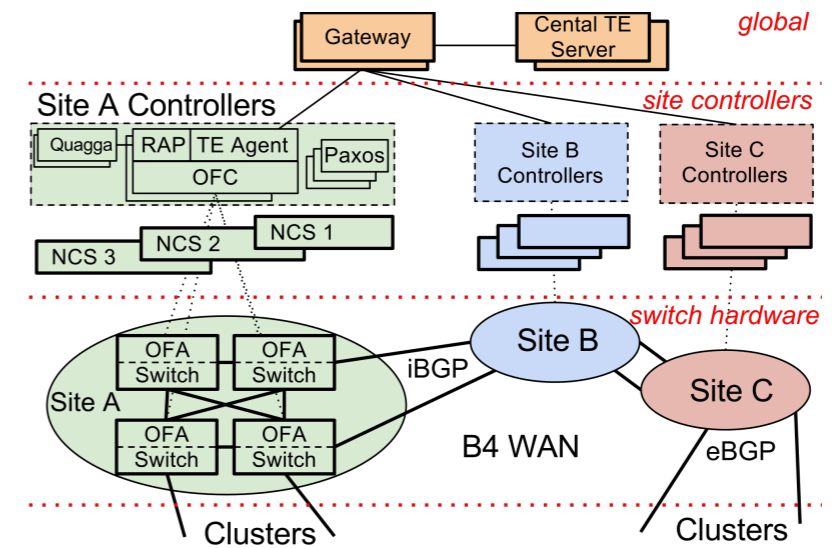 Gateway
Cental TE
Server
global
Site A Controllers
site controllers
Quagga
RAP
TE Agent
OFC
Paxos
Site B
Controllers
Site C
Controllers
NCS 1
NCS 2
NCS 3
switch hardware
OFA
Switch
OFA
Switch
Site A
OFA
Switch
OFA
Switch
iBGP
Site B
Site C
B4 WAN
eBGP
Clusters
Clusters